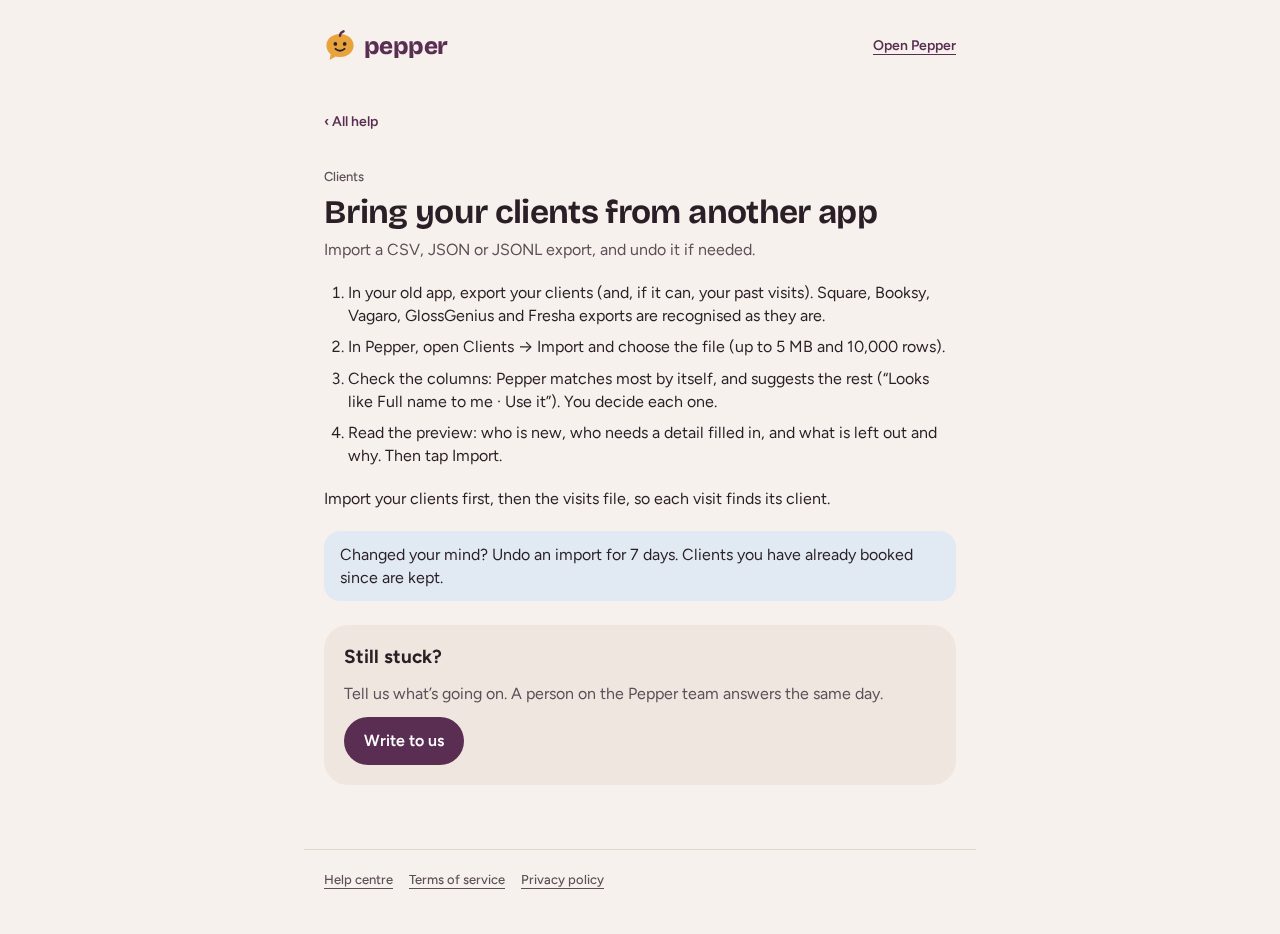 pepper
Open Pepper
‹ All help
Clients
Bring your clients from another app
Import a CSV, JSON or JSONL export, and undo it if needed.
1. In your old app, export your clients (and, if it can, your past visits). Square, Booksy,
Vagaro, GlossGenius and Fresha exports are recognised as they are.
2. In Pepper, open Clients → Import and choose the file (up to 5 MB and 10,000 rows).
3. Check the columns: Pepper matches most by itself, and suggests the rest (“Looks
like Full name to me · Use it”). You decide each one.
4. Read the preview: who is new, who needs a detail filled in, and what is left out and
why. Then tap Import.
Import your clients first, then the visits file, so each visit finds its client.
Changed your mind? Undo an import for 7 days. Clients you have already booked
since are kept.
Still stuck?
Tell us what’s going on. A person on the Pepper team answers the same day.
Write to us
Help centre
Terms of service
Privacy policy